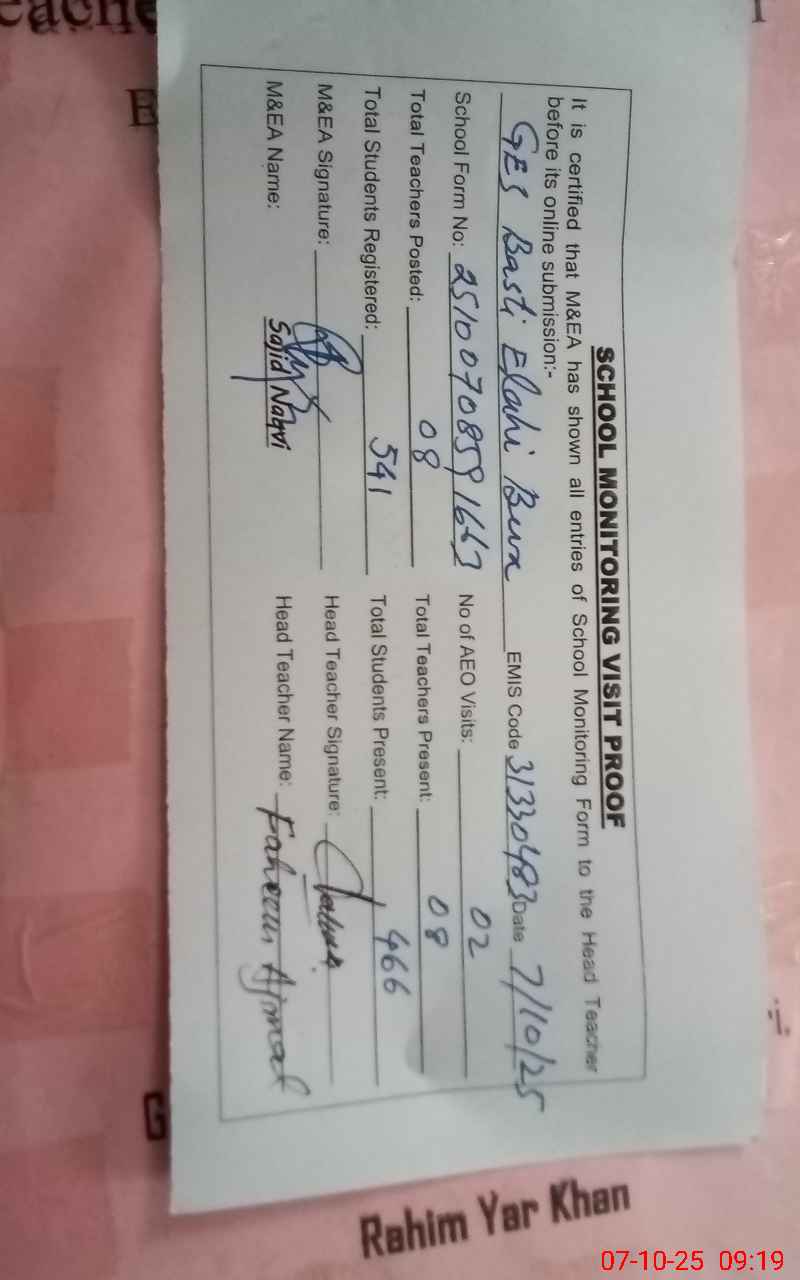 SCHOOL MONITORING VISIT PROOF
It is certified that M&EA has shown all entries of School Monitoring Form to the Head Teacher
before its online submission:-
GES Basti Elahi Bux EMIS Code 31330483 Date 7/10/25
School Form No: 25100708591663 No of AEO Visits: 02
Total Teachers Posted: 08 Total Teachers Present: 08
Total Students Registered: 541 Total Students Present: 466
M&EA Signature: Head Teacher Signature:
M&EA Name: Sajid Naqvi Head Teacher Name: Faheem Ajmal
Rahim Yar Khan
07-10-25 09:19